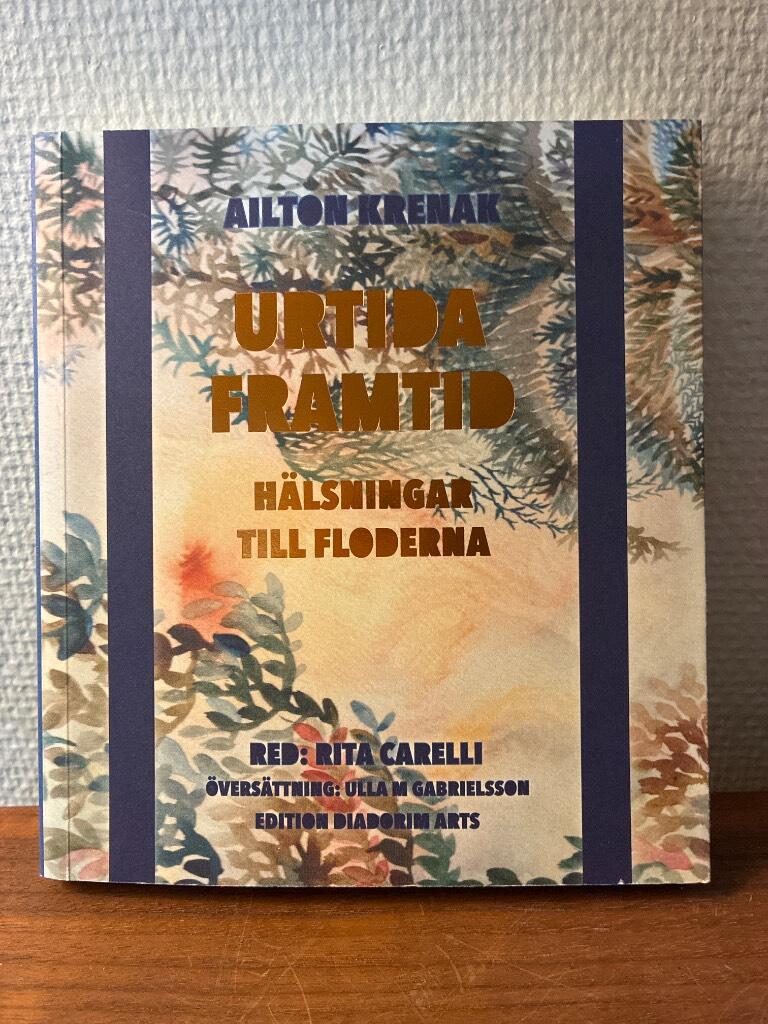 AILTON KRENAK
URTIDA
FRAMTID
HÄLSNINGAR
TILL FLODERNA
RED: RITA CARELLI
ÖVERSÄTTNING: ULLA M GABRIELSSON
EDITION DIADORIM ARTS